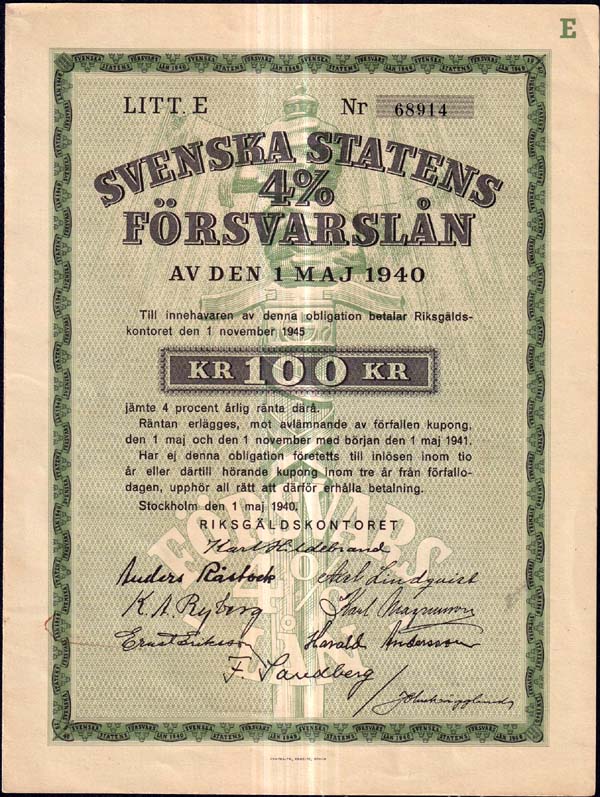 E
LITT. E Nr 68914
SVENSKA STATENS
4%
FÖRSVARSLÅN
AV DEN 1 MAJ 1940
Till innehavaren av denna obligation betalar Riksgälds-
kontoret den 1 november 1945
KR 100 KR
jämte 4 procent årlig ränta därå.
Räntan erlägges, mot avlämnande av förfallen kupong,
den 1 maj och den 1 november med början den 1 maj 1941.
Har ej denna obligation företetts till inlösen inom tio
år eller därtill hörande kupong inom tre år från förfallo-
dagen, upphör all rätt att därför erhålla betalning.
Stockholm den 1 maj 1940.
RIKSGÄLDSKONTORET
Karl Hildebrand
Anders Råstock Axel Lindqvist
K. A. Ryberg Karl Magnusson
Ernst Eriksson Harald Andersson
F Sandberg
FÖRSVARS
4%
LÅN